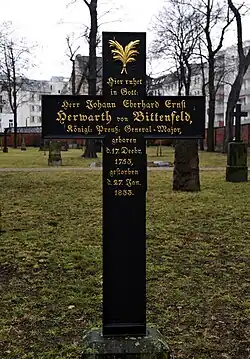 Hier ruhet
in Gott:
Herr Johann Eberhard Ernst
Herwarth von Bittenfeld,
Königl: Preuß: General-Major,
geboren
d. 17. Decbr.
1753,
gestorben
d. 27. Jan.
1833.